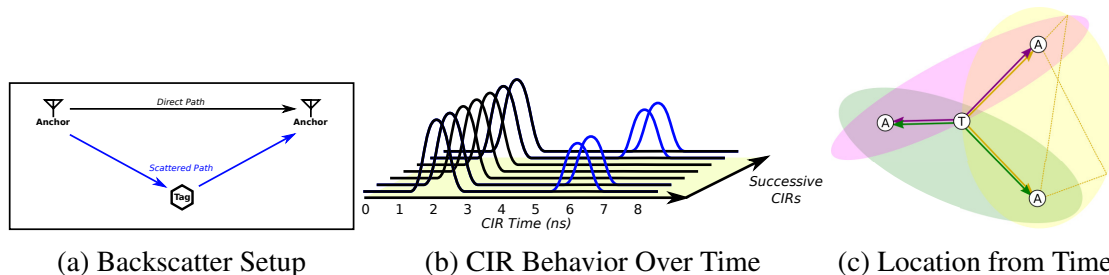 Direct Path
Anchor
Anchor
Scattered Path
Tag
(a) Backscatter Setup
0 1 2 3 4 5 6 7 8
CIR Time (ns)
Successive
CIRs
(b) CIR Behavior Over Time
A
A
T
A
(c) Location from Time